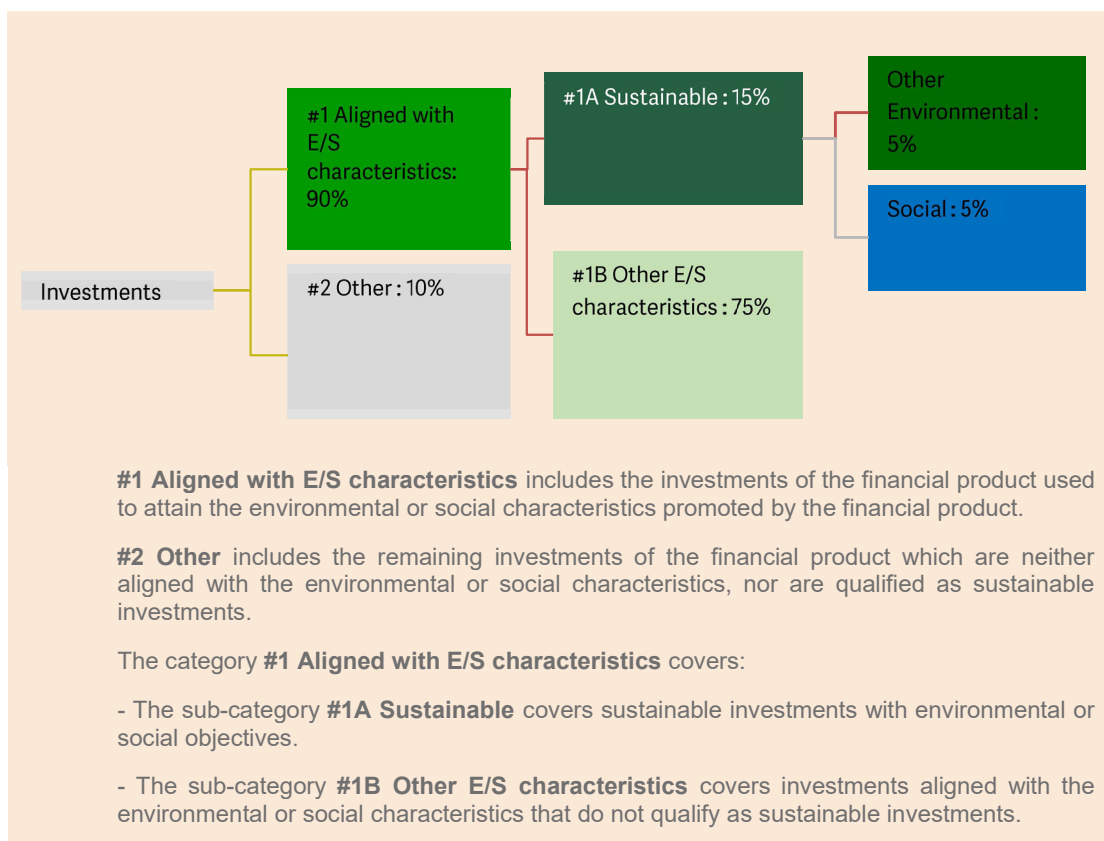 Investments
#1 Aligned with
E/S
characteristics:
90%
#2 Other : 10%
#1A Sustainable : 15%
#1B Other E/S
characteristics : 75%
Other
Environmental :
5%
Social : 5%
#1 Aligned with E/S characteristics includes the investments of the financial product used
to attain the environmental or social characteristics promoted by the financial product.
#2 Other includes the remaining investments of the financial product which are neither
aligned with the environmental or social characteristics, nor are qualified as sustainable
investments.
The category #1 Aligned with E/S characteristics covers:
- The sub-category #1A Sustainable covers sustainable investments with environmental or
social objectives.
- The sub-category #1B Other E/S characteristics covers investments aligned with the
environmental or social characteristics that do not qualify as sustainable investments.